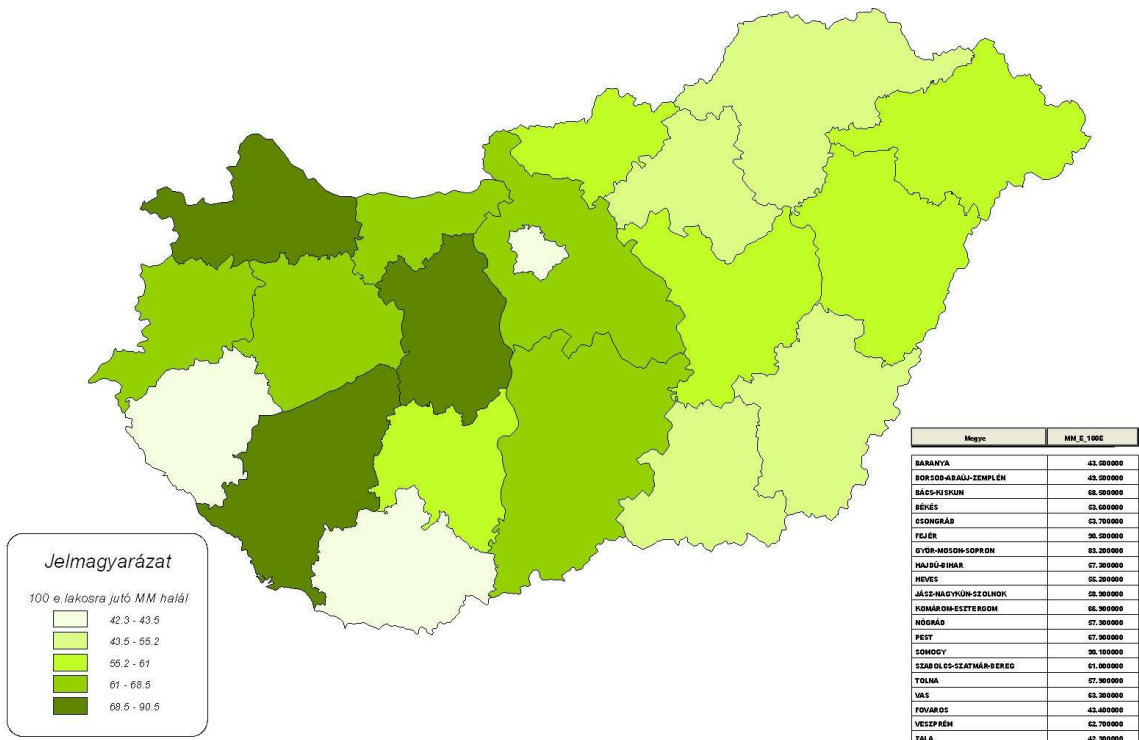 Jelmagyarázat
100 e.lakosra jutó MM halál
42.3 - 43.5
43.5 - 55.2
55.2 - 61
61 - 68.5
68.5 - 90.5
Megye MM_E_100E
BARANYA 43.500000
BORSOD-ABAÚJ-ZEMPLÉN 49.500000
BÁCS-KISKUN 68.500000
BÉKÉS 53.600000
CSONGRÁD 53.700000
FEJÉR 90.500000
GYŐR-MOSON-SOPRON 83.200000
HAJDÚ-BIHAR 57.300000
HEVES 55.200000
JÁSZ-NAGYKÚN-SZOLNOK 58.900000
KOMÁROM-ESZTERGOM 66.900000
NÓGRÁD 57.300000
PEST 67.900000
SOMOGY 90.100000
SZABOLCS-SZATMÁR-BEREG 61.000000
TOLNA 57.900000
VAS 63.300000
FOVAROS 43.400000
VESZPRÉM 62.700000
ZALA 42.300000